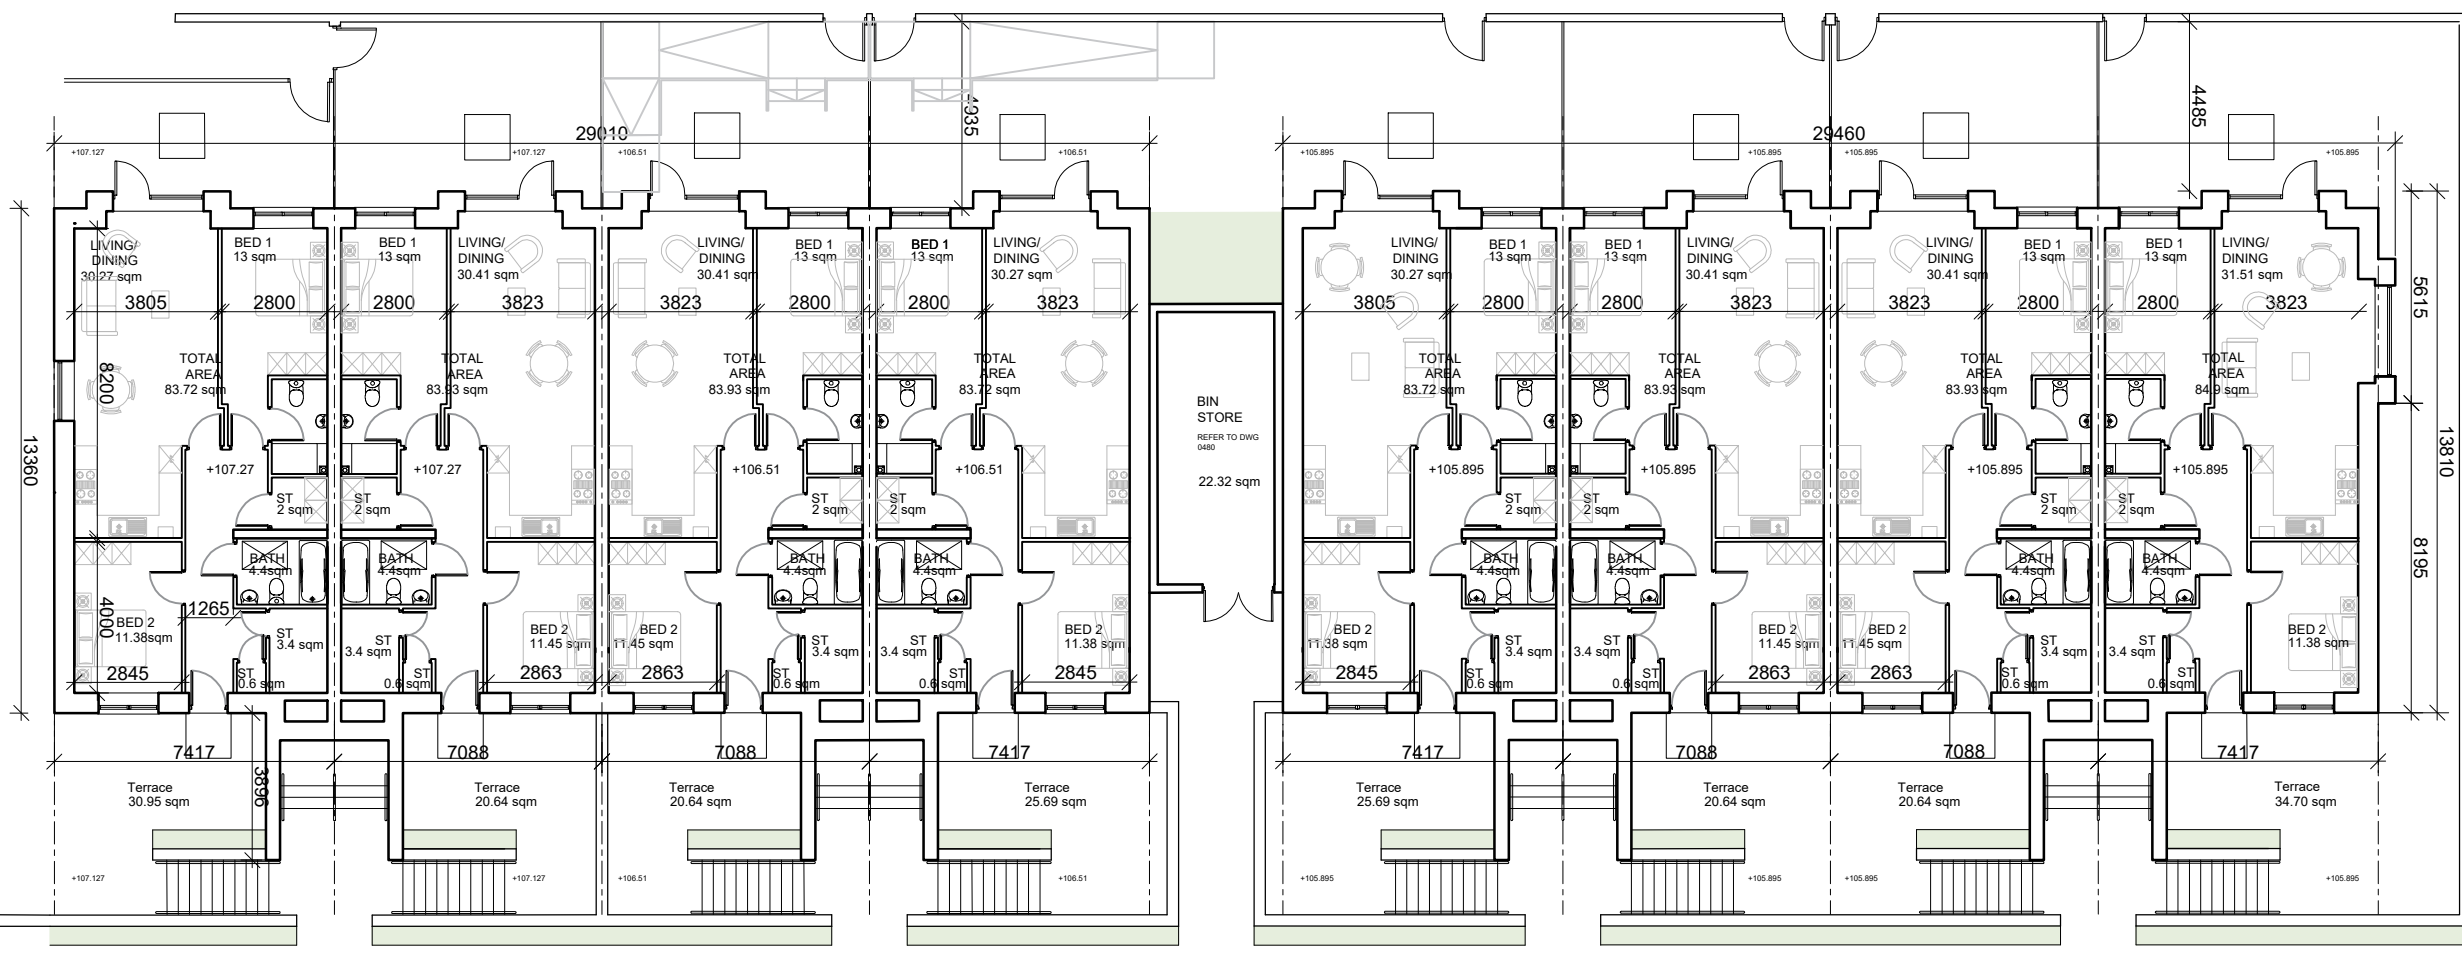 4935
4485
29010
29460
+107.127
+107.127
+106.51
+106.51
+105.895
+105.895
+105.895
+105.895
LIVING/
DINING
30.27 sqm
BED 1
13 sqm
BED 1
13 sqm
LIVING/
DINING
30.41 sqm
LIVING/
DINING
30.41 sqm
BED 1
13 sqm
BED 1
13 sqm
LIVING/
DINING
30.27 sqm
LIVING/
DINING
30.27 sqm
BED 1
13 sqm
BED 1
13 sqm
LIVING/
DINING
30.41 sqm
LIVING/
DINING
30.41 sqm
BED 1
13 sqm
BED 1
13 sqm
LIVING/
DINING
31.51 sqm
3805
2800
2800
3823
3823
2800
2800
3823
3805
2800
2800
3823
3823
2800
2800
3823
5615
8200
TOTAL
AREA
83.72 sqm
TOTAL
AREA
83.93 sqm
TOTAL
AREA
83.93 sqm
TOTAL
AREA
83.72 sqm
TOTAL
AREA
83.72 sqm
TOTAL
AREA
83.93 sqm
TOTAL
AREA
83.93 sqm
TOTAL
AREA
84.9 sqm
BIN
STORE
REFER TO DWG
0480
22.32 sqm
13360
13810
+107.27
+107.27
+106.51
+106.51
+105.895
+105.895
+105.895
+105.895
ST
2 sqm
ST
2 sqm
ST
2 sqm
ST
2 sqm
ST
2 sqm
ST
2 sqm
ST
2 sqm
ST
2 sqm
BATH
4.4sqm
BATH
4.4sqm
BATH
4.4sqm
BATH
4.4sqm
BATH
4.4sqm
BATH
4.4sqm
BATH
4.4sqm
BATH
4.4sqm
8195
4000
1265
BED 2
11.38sqm
ST
3.4 sqm
ST
3.4 sqm
BED 2
11.45 sqm
BED 2
11.45 sqm
ST
3.4 sqm
ST
3.4 sqm
BED 2
11.38 sqm
BED 2
11.38 sqm
ST
3.4 sqm
ST
3.4 sqm
BED 2
11.45 sqm
BED 2
11.45 sqm
ST
3.4 sqm
ST
3.4 sqm
BED 2
11.38 sqm
2845
ST
0.6 sqm
ST
0.6 sqm
2863
2863
ST
0.6 sqm
ST
0.6 sqm
2845
2845
ST
0.6 sqm
ST
0.6 sqm
2863
2863
ST
0.6 sqm
ST
0.6 sqm
7417
7088
7088
7417
7417
7088
7088
7417
3896
Terrace
30.95 sqm
Terrace
20.64 sqm
Terrace
20.64 sqm
Terrace
25.69 sqm
Terrace
25.69 sqm
Terrace
20.64 sqm
Terrace
20.64 sqm
Terrace
34.70 sqm
+107.127
+107.127
+106.51
+106.51
+105.895
+105.895
+105.895
+105.895